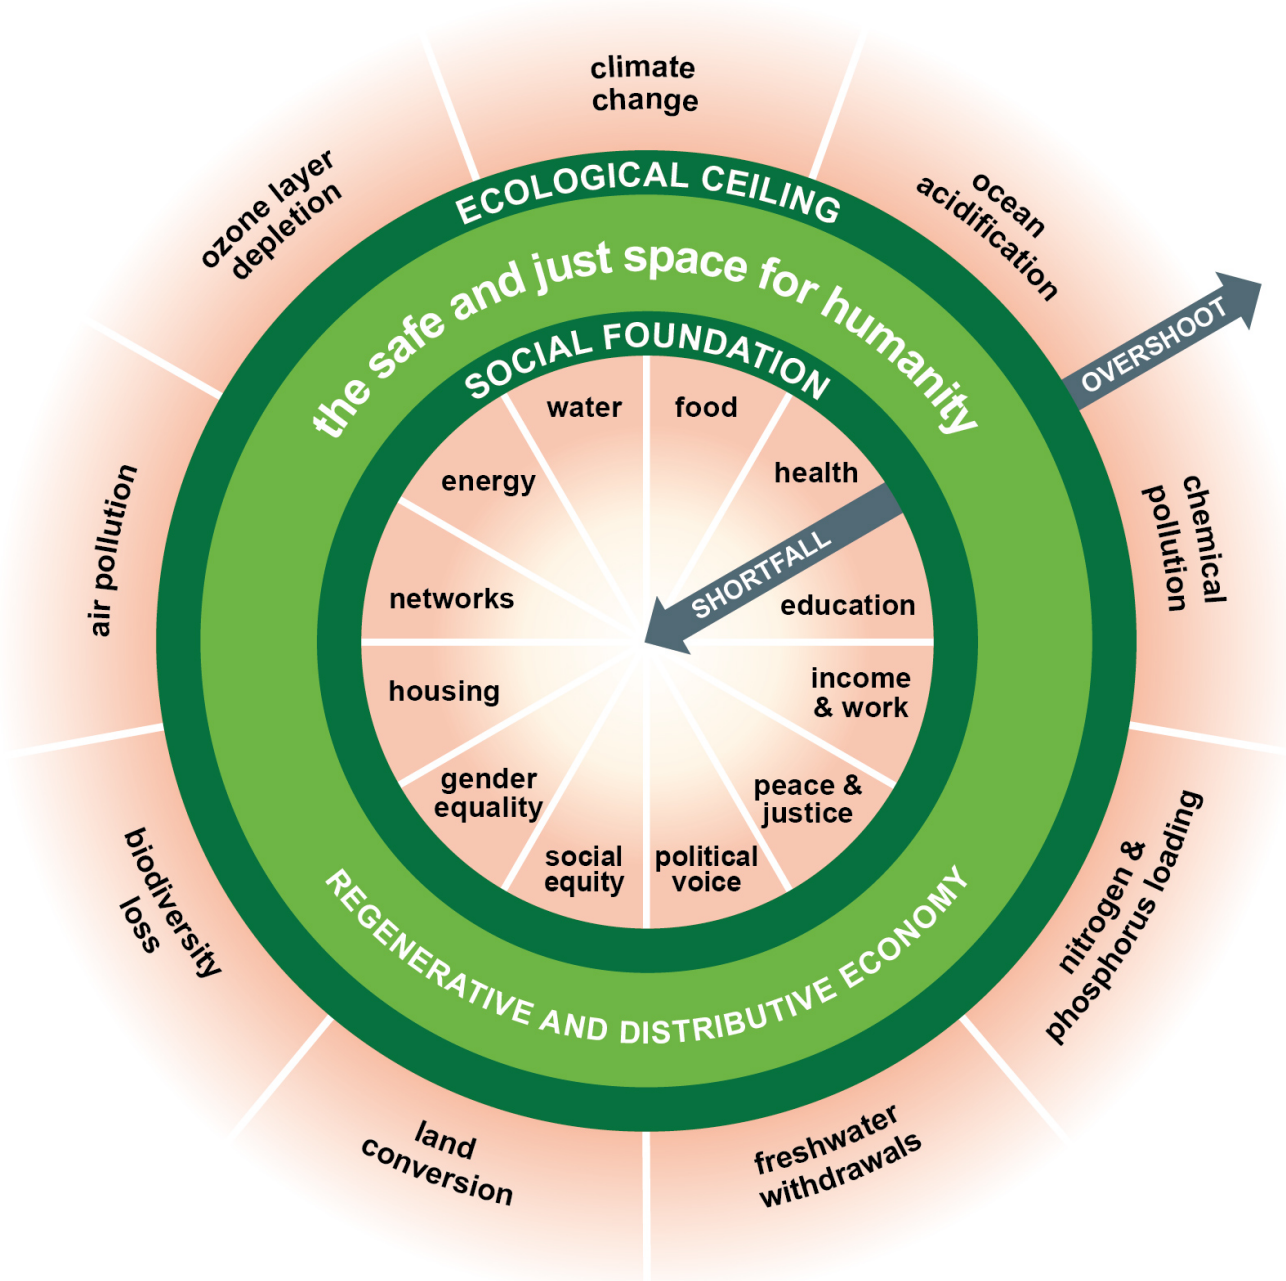 climate
change
ocean
acidification
chemical
pollution
nitrogen &
phosphorus loading
freshwater
withdrawals
land
conversion
biodiversity
loss
air pollution
ozone layer
depletion
OVERSHOOT
ECOLOGICAL CEILING
the safe and just space for humanity
SOCIAL FOUNDATION
water
food
health
SHORTFALL
education
income
& work
peace &
justice
political
voice
social
equity
gender
equality
housing
networks
energy
REGENERATIVE AND DISTRIBUTIVE ECONOMY